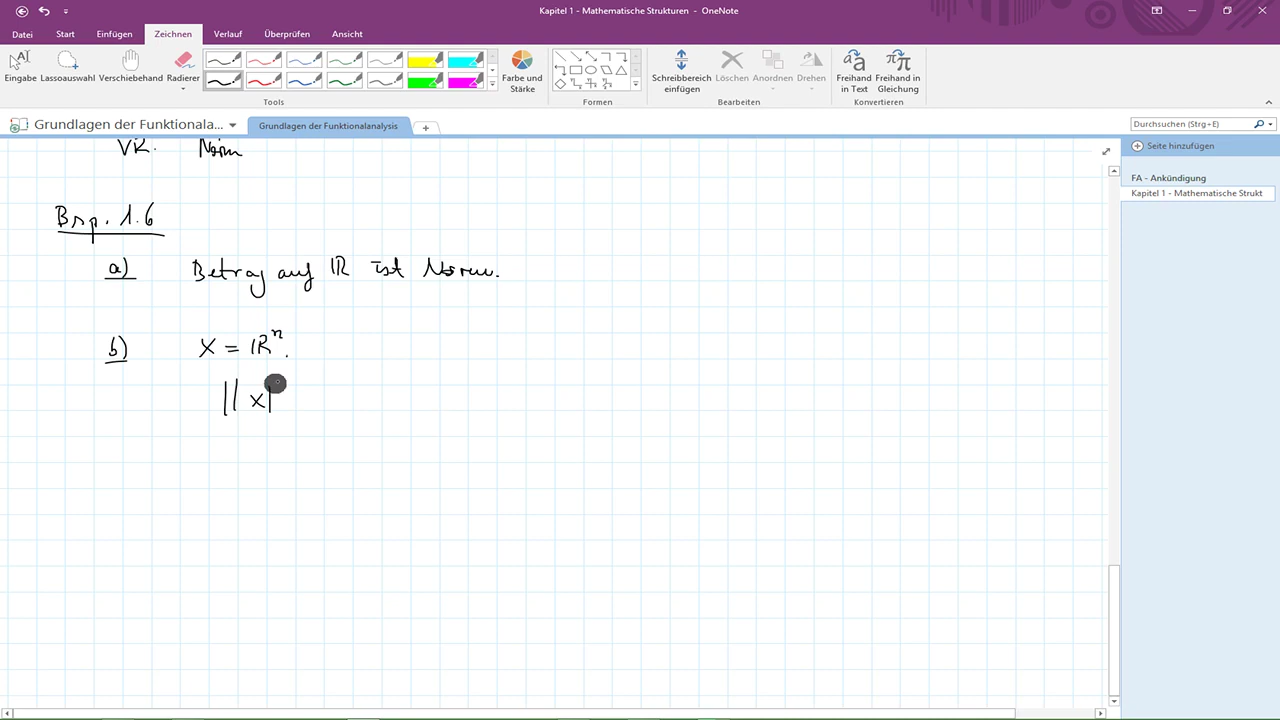 Kapitel 1 - Mathematische Strukturen - OneNote
Datei Start Einfügen Zeichnen Verlauf Überprüfen Ansicht
Eingabe Lassoauswahl Verschiebehand Radierer Farbe und Stärke Schreibbereich einfügen Löschen Anordnen Drehen Freihand in Text Freihand in Gleichung
Tools Formen Bearbeiten Konvertieren
Grundlagen der Funktionala... Grundlagen der Funktionalanalysis Durchsuchen (Strg+E)
Seite hinzufügen
FA - Ankündigung
Kapitel 1 - Mathematische Strukt
VR. Norm
Bsp. 1.6
a) Betrag auf ℝ ist Norm.
b) X = ℝⁿ.
|| x|